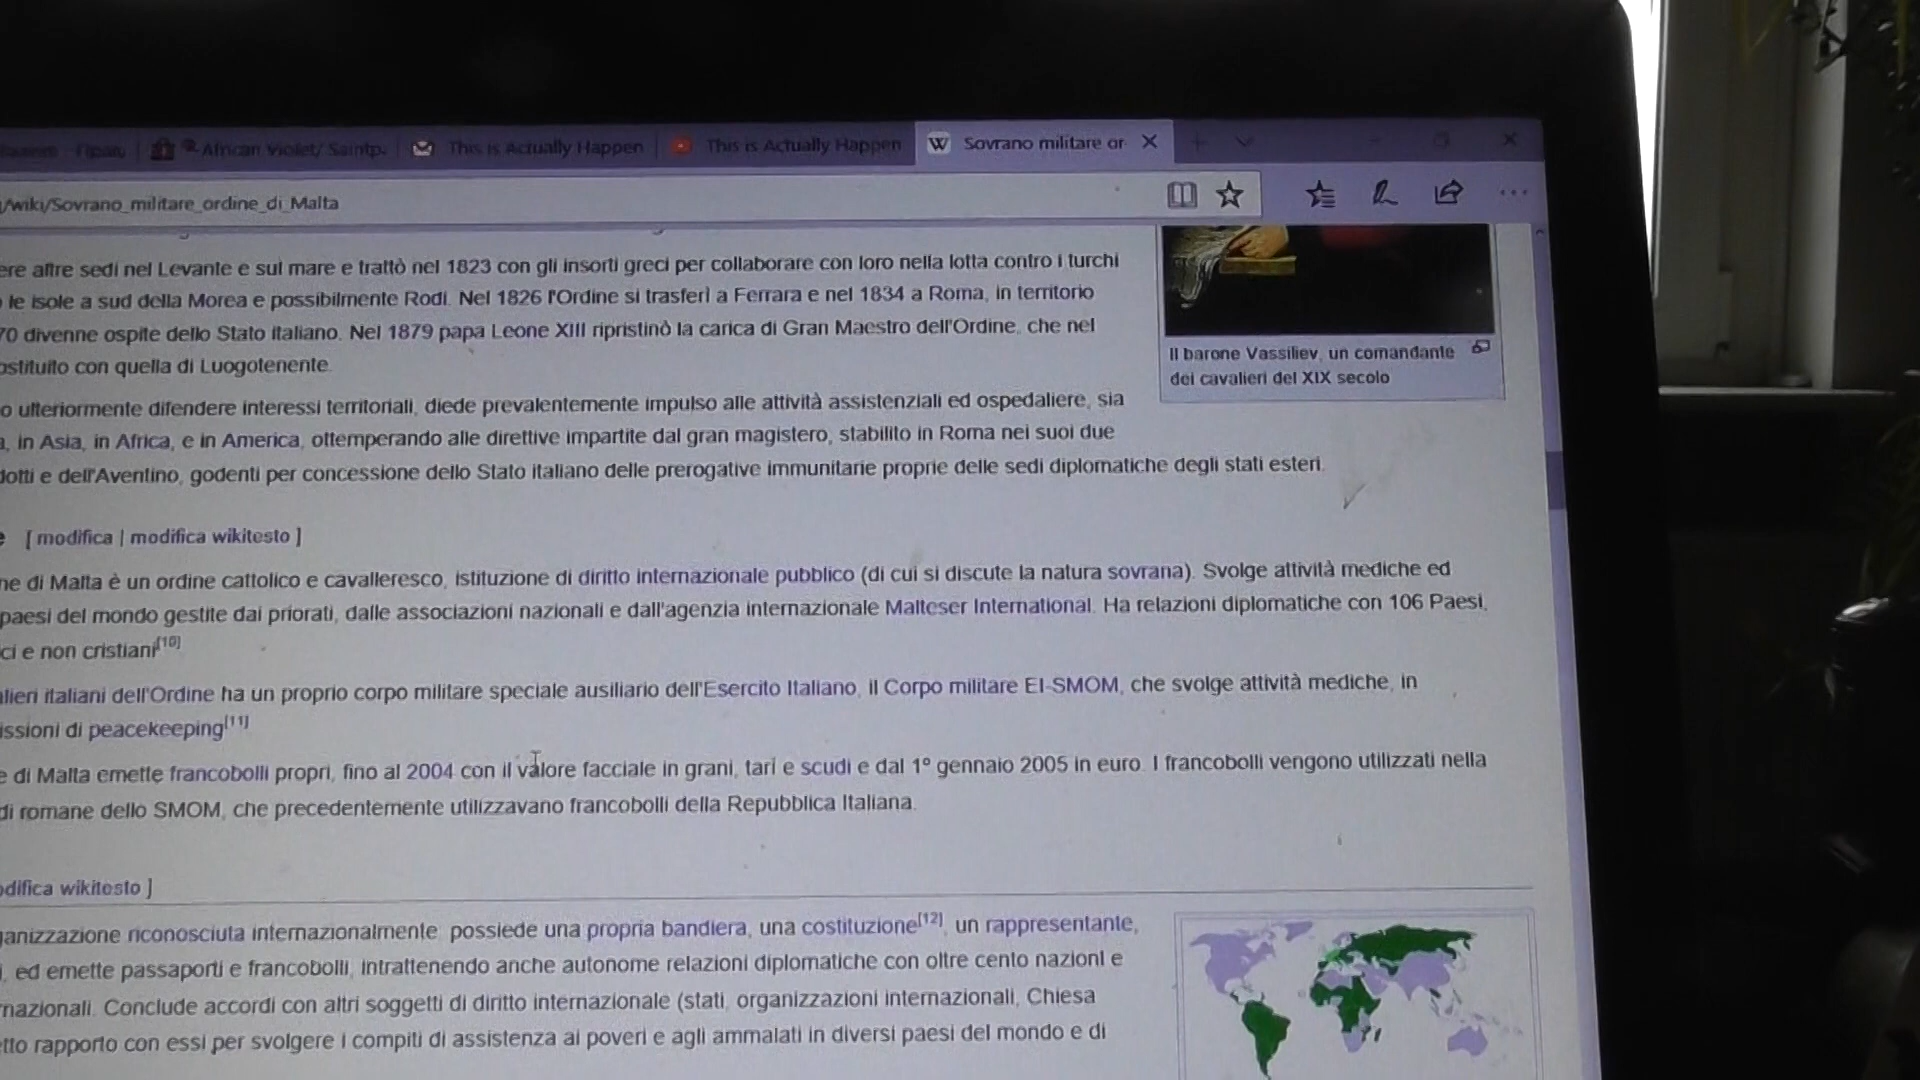 African Violet/ Saintp.
This is Actually Happen
This is Actually Happen
Sovrano militare or
/wiki/Sovrano_militare_ordine_di_Malta
ere altre sedi nel Levante e sul mare e trattò nel 1823 con gli insorti greci per collaborare con loro nella lotta contro i turchi
le isole a sud della Morea e possibilmente Rodi. Nel 1826 l'Ordine si trasferì a Ferrara e nel 1834 a Roma, in territorio
70 divenne ospite dello Stato italiano. Nel 1879 papa Leone XIII ripristinò la carica di Gran Maestro dell'Ordine, che nel
ostituito con quella di Luogotenente.
Il barone Vassiliev, un comandante
dei cavalieri del XIX secolo
o ulteriormente difendere interessi territoriali, diede prevalentemente impulso alle attività assistenziali ed ospedaliere, sia
a, in Asia, in Africa, e in America, ottemperando alle direttive impartite dal gran magistero, stabilito in Roma nei suoi due
dotti e dell'Aventino, godenti per concessione dello Stato italiano delle prerogative immunitarie proprie delle sedi diplomatiche degli stati esteri.
e [ modifica | modifica wikitesto ]
ne di Malta è un ordine cattolico e cavalleresco, istituzione di diritto internazionale pubblico (di cui si discute la natura sovrana). Svolge attività mediche ed
paesi del mondo gestite dai priorati, dalle associazioni nazionali e dall'agenzia internazionale Malteser International. Ha relazioni diplomatiche con 106 Paesi,
ci e non cristiani[10]
alieri italiani dell'Ordine ha un proprio corpo militare speciale ausiliario dell'Esercito Italiano, il Corpo militare EI-SMOM, che svolge attività mediche, in
issioni di peacekeeping[11]
e di Malta emette francobolli propri, fino al 2004 con il valore facciale in grani, tarì e scudi e dal 1º gennaio 2005 in euro. I francobolli vengono utilizzati nella
di romane dello SMOM, che precedentemente utilizzavano francobolli della Repubblica Italiana.
odifica wikitesto ]
ganizzazione riconosciuta internazionalmente possiede una propria bandiera, una costituzione[12], un rappresentante,
i, ed emette passaporti e francobolli, intrattenendo anche autonome relazioni diplomatiche con oltre cento nazioni e
rnazionali. Conclude accordi con altri soggetti di diritto internazionale (stati, organizzazioni internazionali, Chiesa
etto rapporto con essi per svolgere i compiti di assistenza ai poveri e agli ammalati in diversi paesi del mondo e di